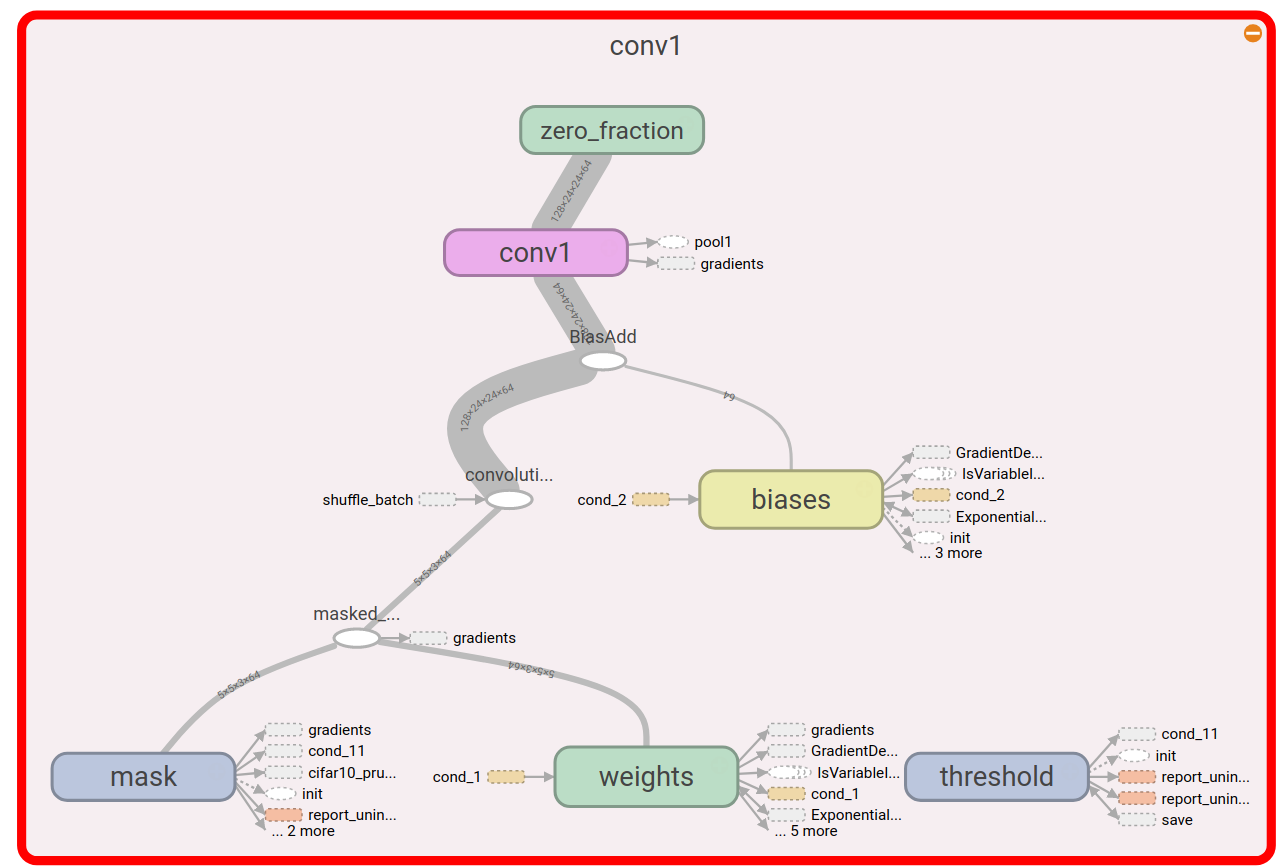 conv1
zero_fraction
128×24×24×64
conv1
pool1
gradients
128×24×24×64
BiasAdd
128×24×24×64
64
convoluti...
shuffle_batch
cond_2
biases
GradientDe...
IsVariableI...
cond_2
Exponential...
init
... 3 more
5×5×3×64
masked_...
gradients
5×5×3×64
5×5×3×64
mask
gradients
cond_11
cifar10_pru...
init
report_unin...
... 2 more
cond_1
weights
gradients
GradientDe...
IsVariableI...
cond_1
Exponential...
... 5 more
threshold
cond_11
init
report_unin...
report_unin...
save